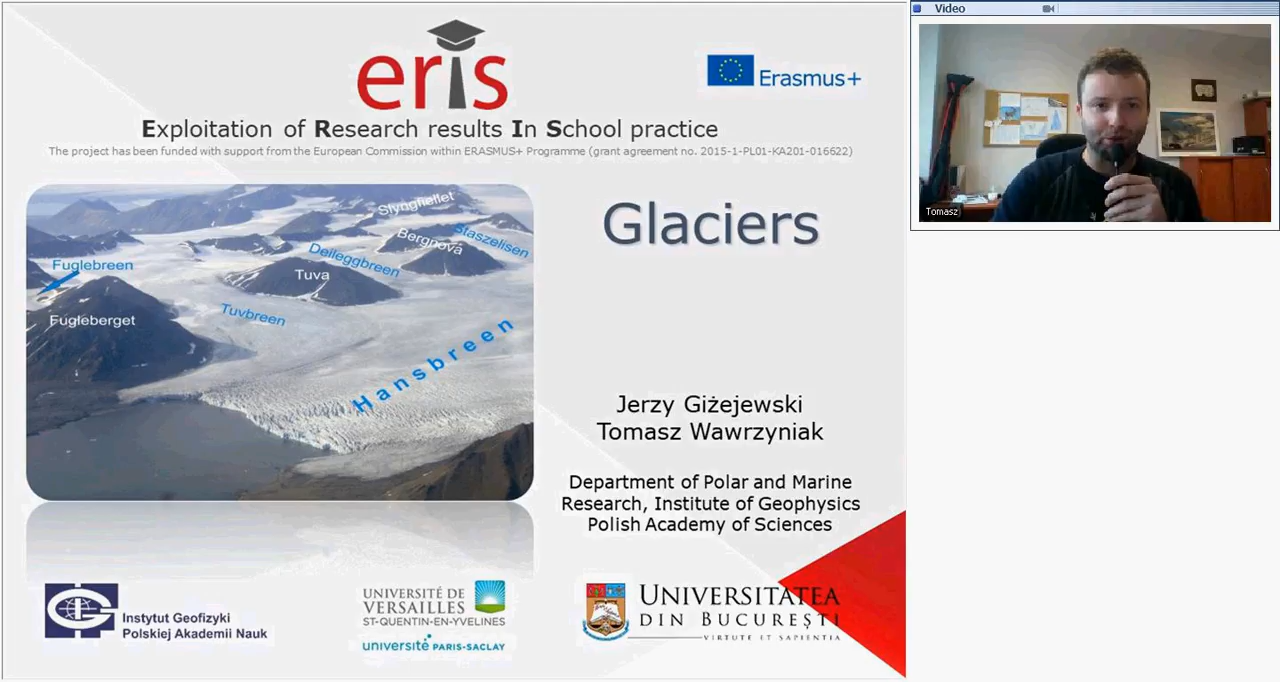 Video
eris
Erasmus+
Exploitation of Research results In School practice
The project has been funded with support from the European Commission within ERASMUS+ Programme (grant agreement no. 2015-1-PL01-KA201-016622)
Glaciers
Slyngfjellet
Staszelisen
Bergnova
Deileggbreen
Fuglebreen
Tuva
Tuvbreen
Fugleberget
Hansbreen
Jerzy Giżejewski
Tomasz Wawrzyniak
Department of Polar and Marine
Research, Institute of Geophysics
Polish Academy of Sciences
Instytut Geofizyki
Polskiej Akademii Nauk
UNIVERSITÉ DE
VERSAILLES
ST-QUENTIN-EN-YVELINES
université PARIS-SACLAY
UNIVERSITATEA
DIN BUCUREȘTI
VIRTUTE ET SAPIENTIA
Tomasz